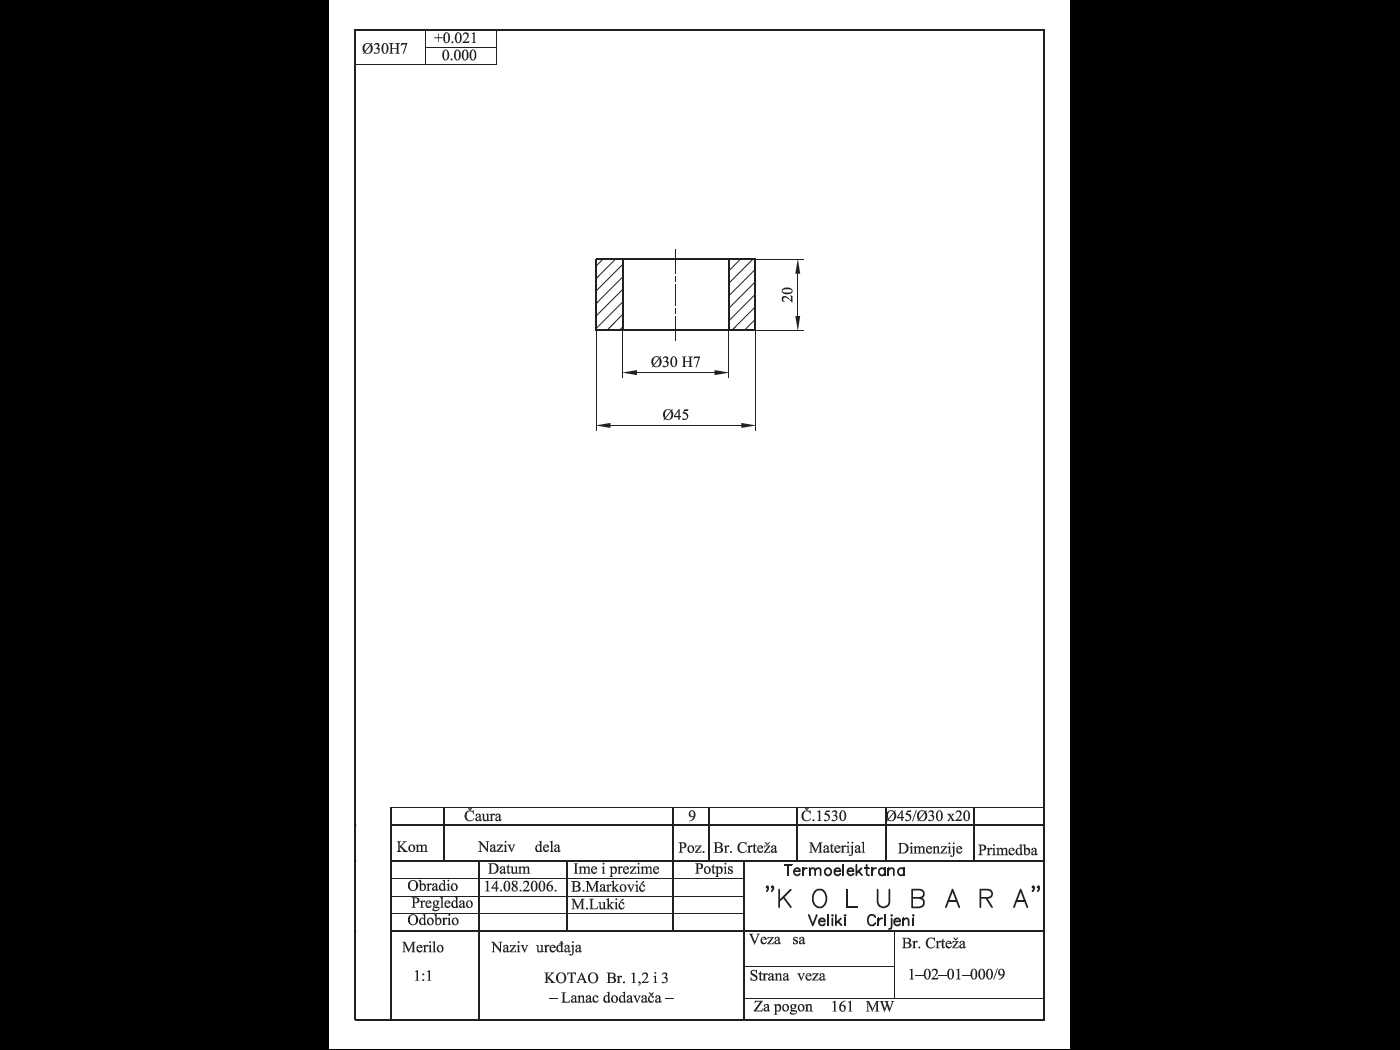 Ø30H7
+0.021
0.000
20
Ø30 H7
Ø45
Čaura 9 Č.1530 Ø45/Ø30 x20
Kom Naziv dela Poz. Br. Crteža Materijal Dimenzije Primedba
Datum Ime i prezime Potpis
Obradio 14.08.2006. B.Marković
Pregledao M.Lukić
Odobrio
Termoelektrana
"K O L U B A R A"
Veliki Crljeni
Merilo
1:1
Naziv uređaja
KOTAO Br. 1,2 i 3
– Lanac dodavača –
Veza sa
Strana veza
Br. Crteža
1–02–01–000/9
Za pogon 161 MW